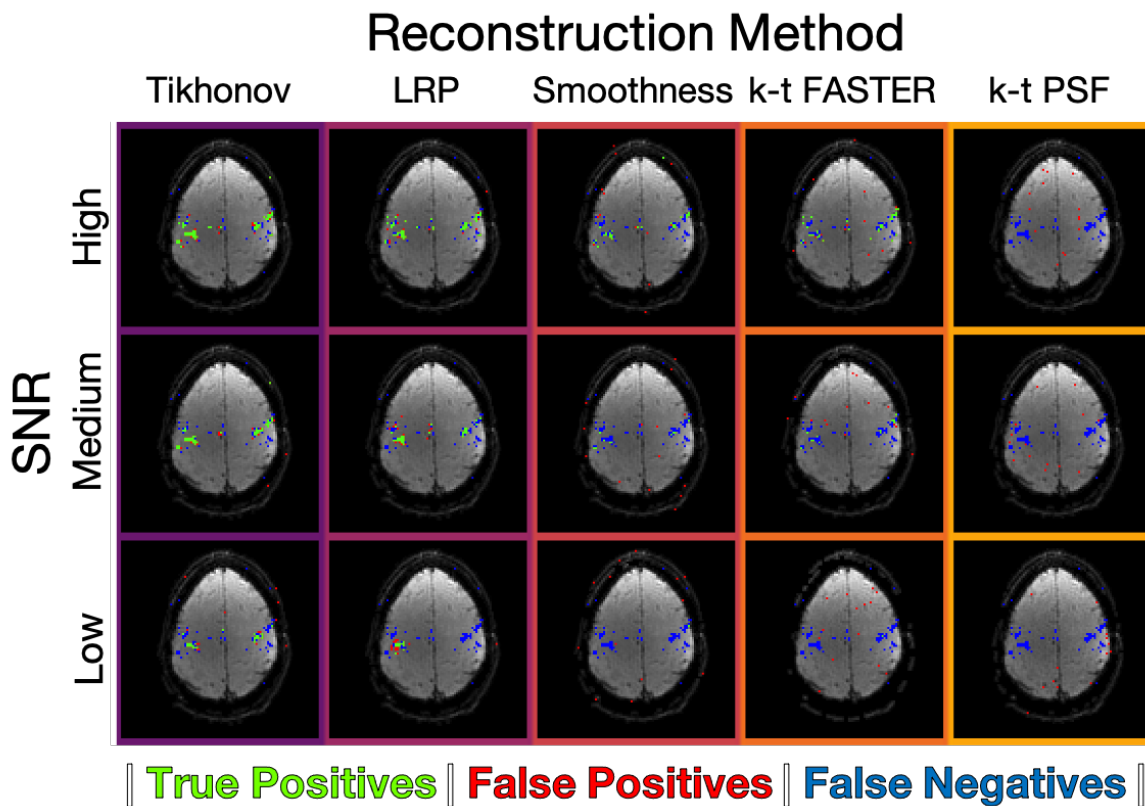 Reconstruction Method
Tikhonov LRP Smoothness k-t FASTER k-t PSF
SNR
High
Medium
Low
True Positives False Positives False Negatives